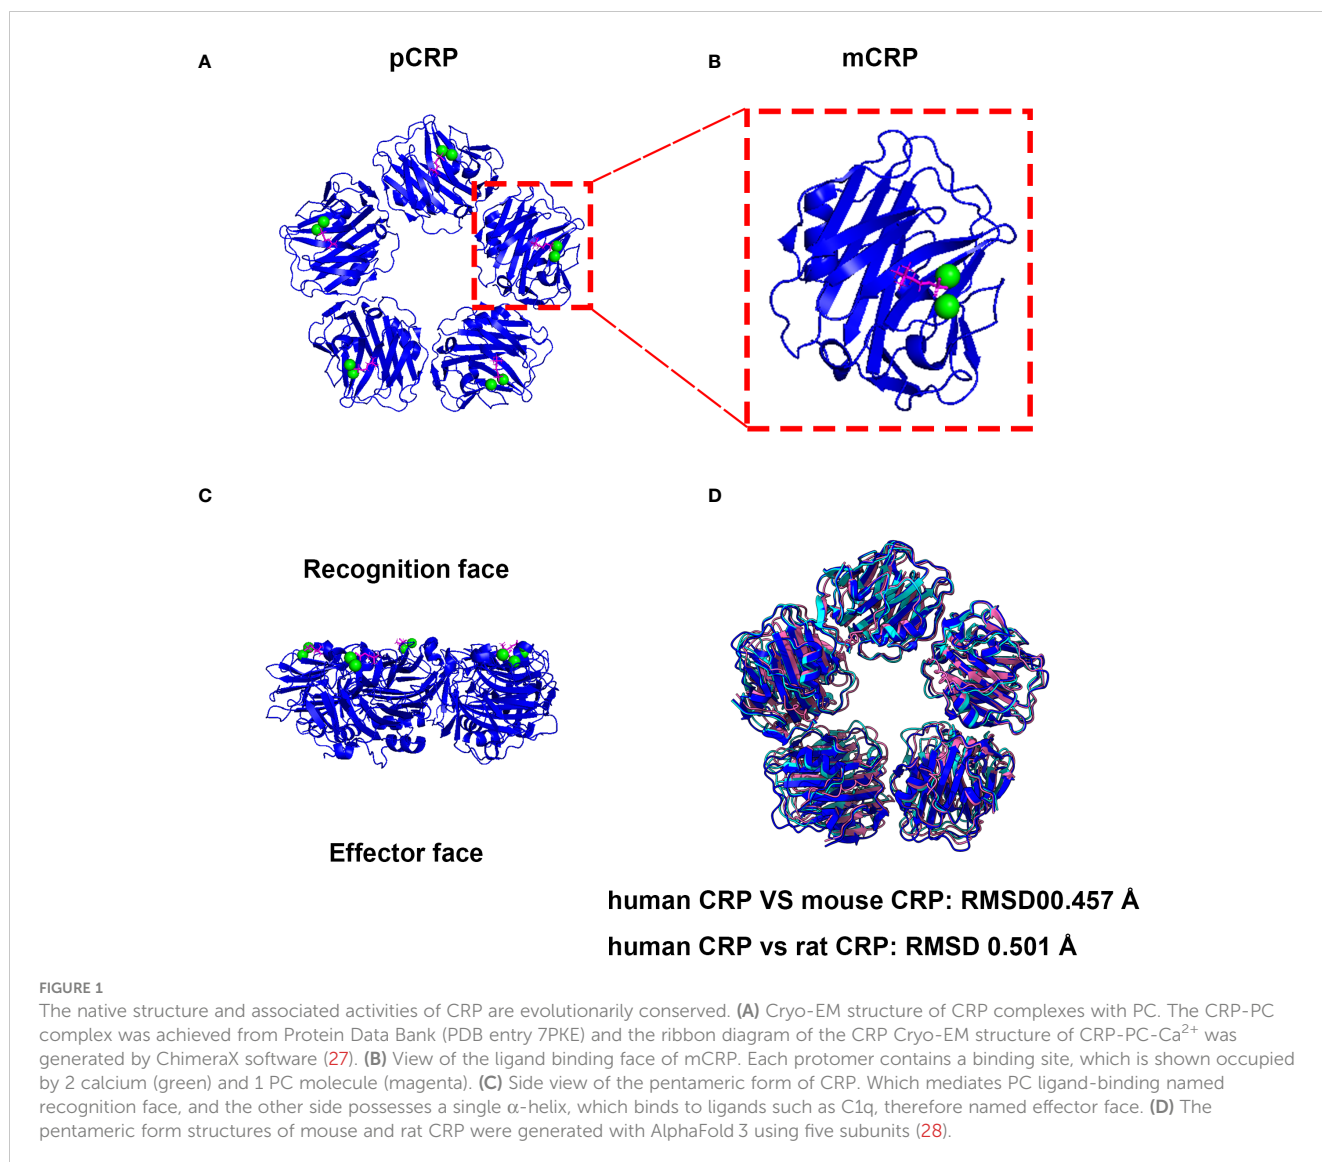 A
pCRP
B
mCRP
C
D
Recognition face
Effector face
human CRP VS mouse CRP: RMSD00.457 Å
human CRP vs rat CRP: RMSD 0.501 Å
FIGURE 1
The native structure and associated activities of CRP are evolutionarily conserved. (A) Cryo-EM structure of CRP complexes with PC. The CRP-PC
complex was achieved from Protein Data Bank (PDB entry 7PKE) and the ribbon diagram of the CRP Cryo-EM structure of CRP-PC-Ca²⁺ was
generated by ChimeraX software (27). (B) View of the ligand binding face of mCRP. Each protomer contains a binding site, which is shown occupied
by 2 calcium (green) and 1 PC molecule (magenta). (C) Side view of the pentameric form of CRP. Which mediates PC ligand-binding named
recognition face, and the other side possesses a single α-helix, which binds to ligands such as C1q, therefore named effector face. (D) The
pentameric form structures of mouse and rat CRP were generated with AlphaFold 3 using five subunits (28).